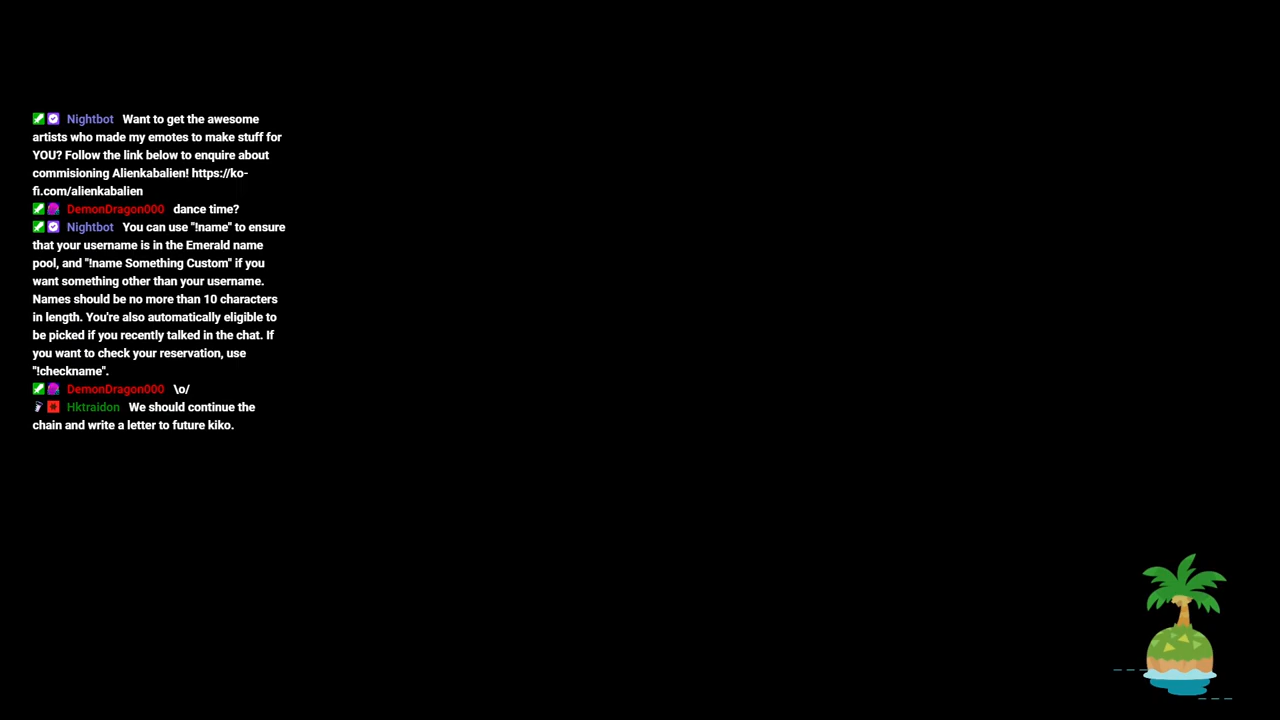 Nightbot Want to get the awesome
artists who made my emotes to make stuff for
YOU? Follow the link below to enquire about
commisioning Alienkabalien! https://ko-
fi.com/alienkabalien
DemonDragon000 dance time?
Nightbot You can use "!name" to ensure
that your username is in the Emerald name
pool, and "!name Something Custom" if you
want something other than your username.
Names should be no more than 10 characters
in length. You're also automatically eligible to
be picked if you recently talked in the chat. If
you want to check your reservation, use
"!checkname".
DemonDragon000 \o/
Hktraidon We should continue the
chain and write a letter to future kiko.